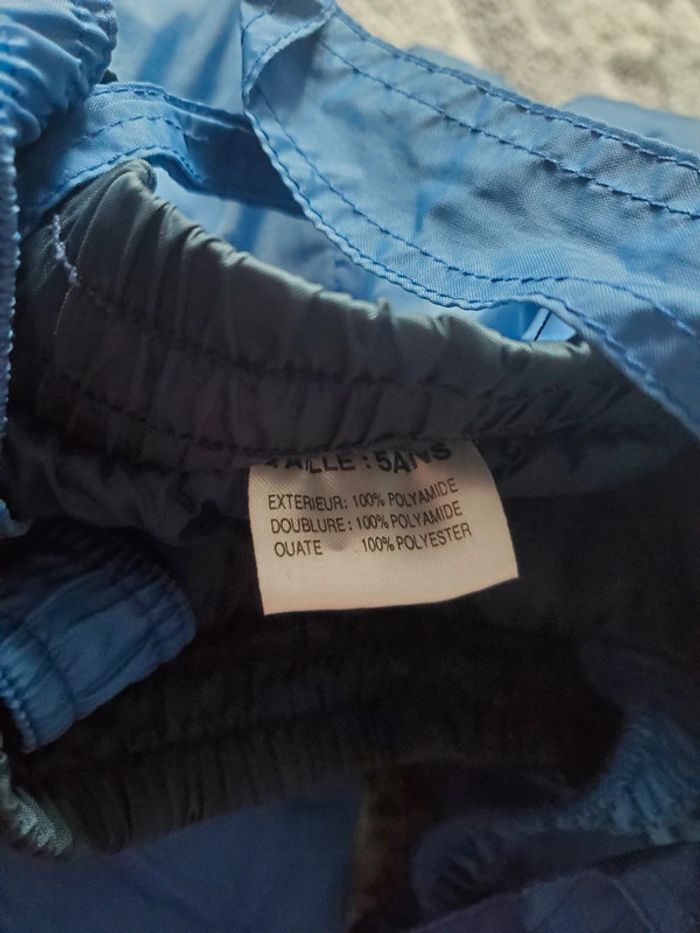 TAILLE : 5ANS
EXTERIEUR: 100% POLYAMIDE
DOUBLURE: 100% POLYAMIDE
OUATE . 100% POLYESTER